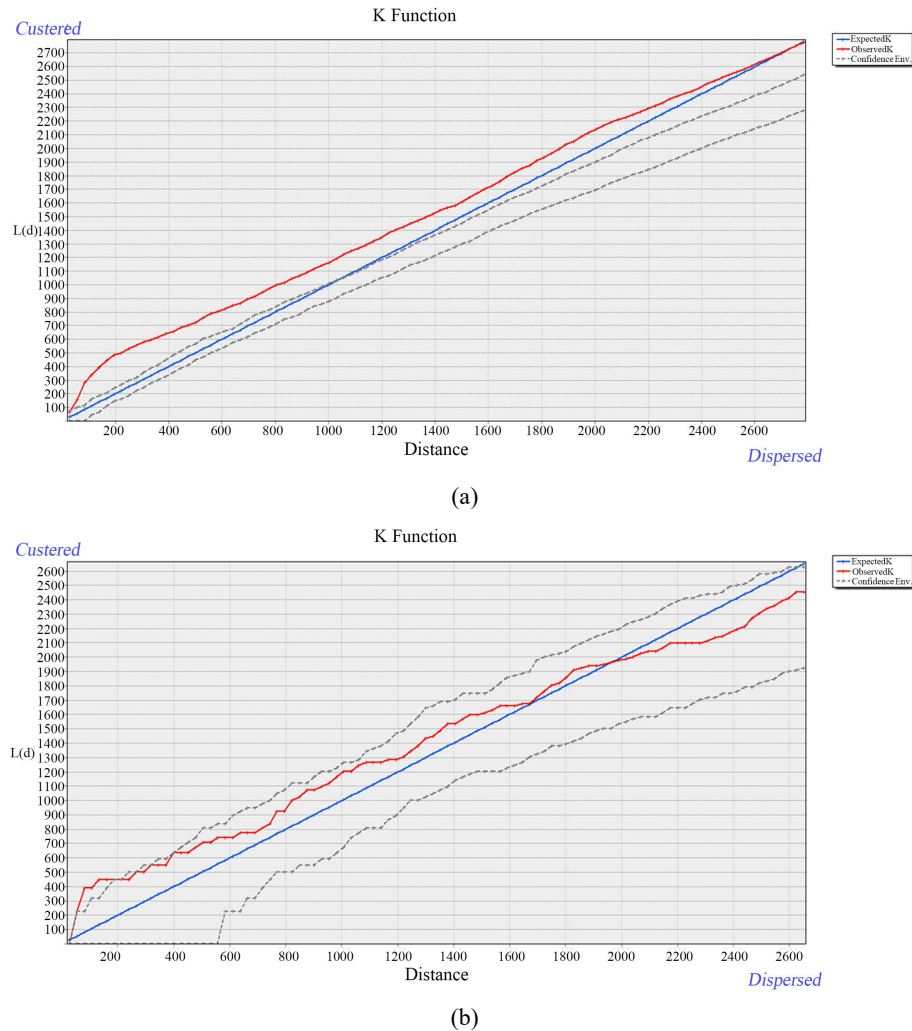 K Function
Custered
ExpectedK
ObservedK
Confidence Env.
2700
2600
2500
2400
2300
2200
2100
2000
1900
1800
1700
1600
1500
L(d) 1400
1300
1200
1100
1000
900
800
700
600
500
400
300
200
100
200 400 600 800 1000 1200 1400 1600 1800 2000 2200 2400 2600
Distance
Dispersed
(a)
K Function
Custered
ExpectedK
ObservedK
Confidence Env.
2600
2500
2400
2300
2200
2100
2000
1900
1800
1700
1600
1500
1400
L(d) 1300
1200
1100
1000
900
800
700
600
500
400
300
200
100
200 400 600 800 1000 1200 1400 1600 1800 2000 2200 2400 2600
Distance
Dispersed
(b)